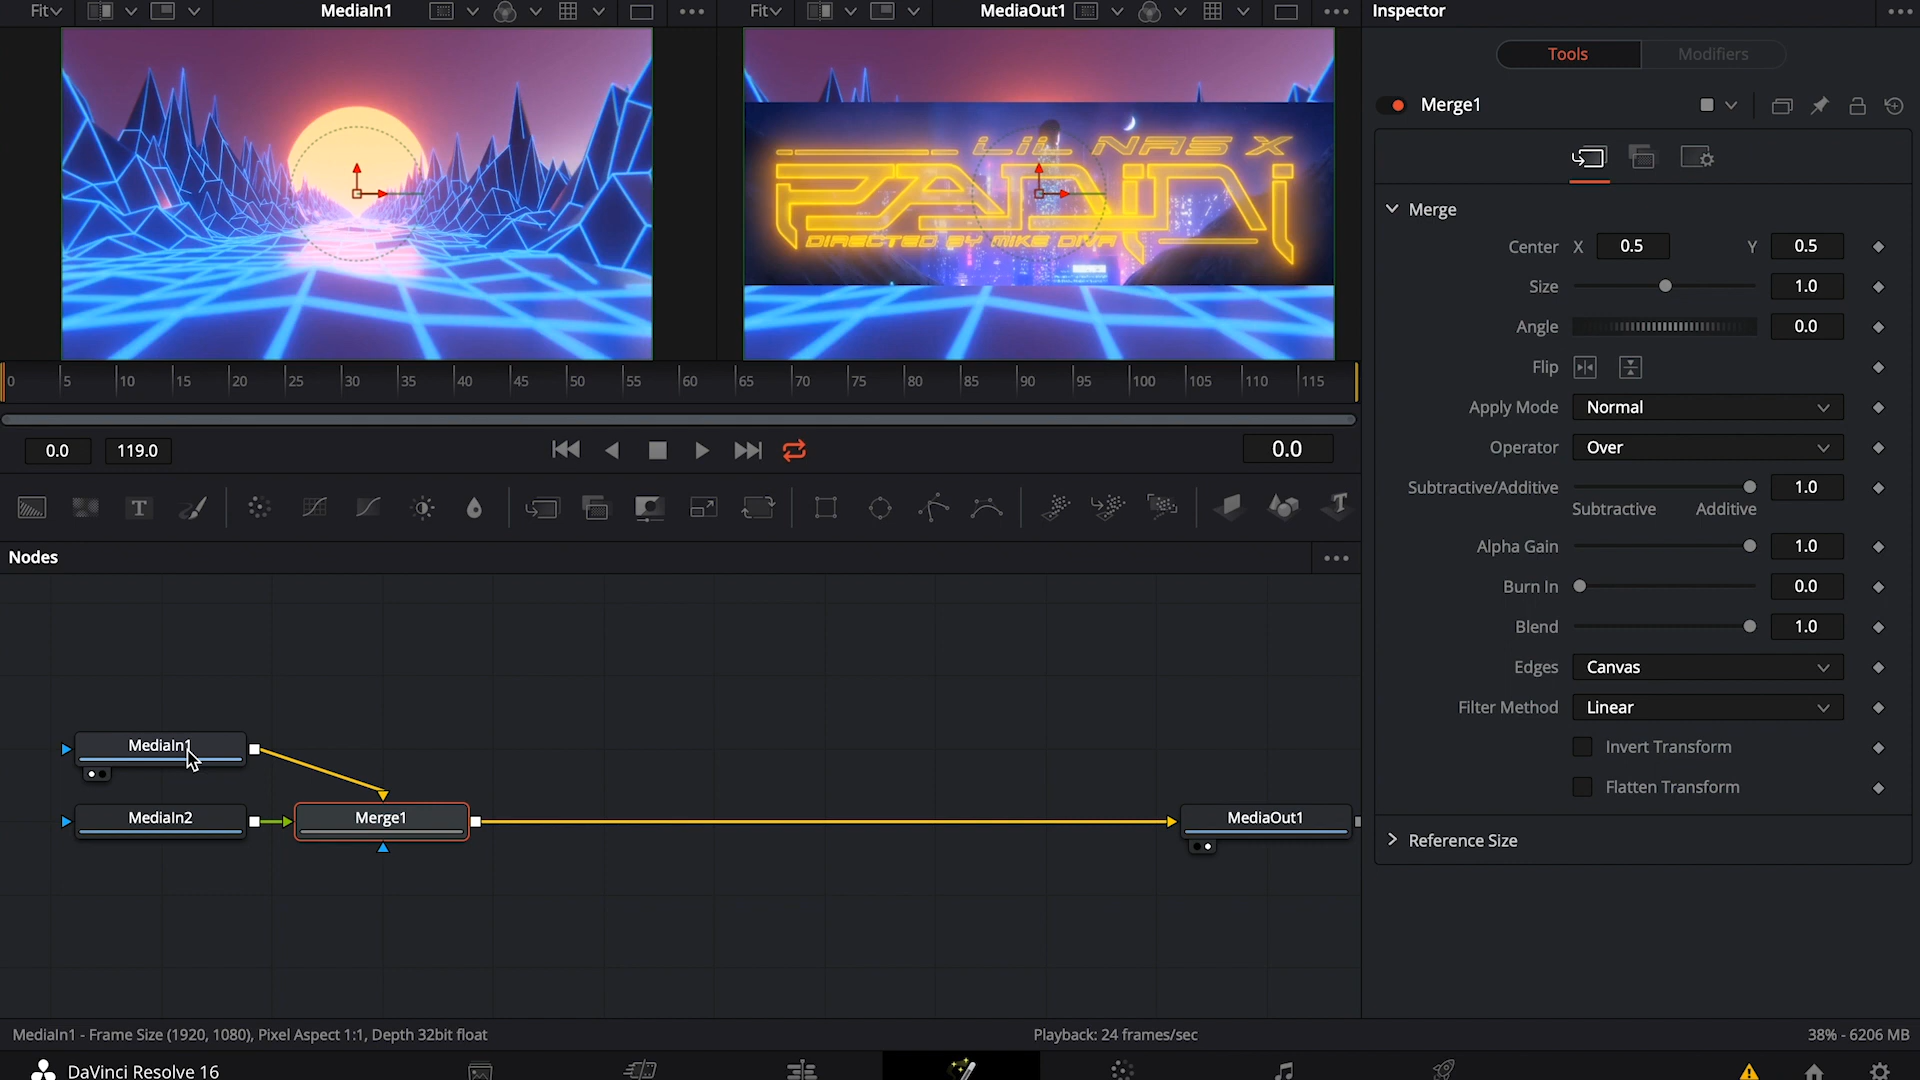 Fit
MediaIn1
Fit
MediaOut1
Inspector
Tools
Modifiers
Merge1
LIL NAS X
PANINI
DIRECTED BY MIKE DIVA
Merge
Center X 0.5 Y 0.5
Size 1.0
Angle 0.0
Flip
Apply Mode Normal
Operator Over
Subtractive/Additive 1.0
Subtractive Additive
Alpha Gain 1.0
Burn In 0.0
Blend 1.0
Edges Canvas
Filter Method Linear
Invert Transform
Flatten Transform
Reference Size
0 5 10 15 20 25 30 35 40 45 50 55 60 65 70 75 80 85 90 95 100 105 110 115
0.0 119.0 0.0
T T
Nodes
MediaIn1
MediaIn2
Merge1
MediaOut1
MediaIn1 - Frame Size (1920, 1080), Pixel Aspect 1:1, Depth 32bit float
Playback: 24 frames/sec
38% - 6206 MB
DaVinci Resolve 16